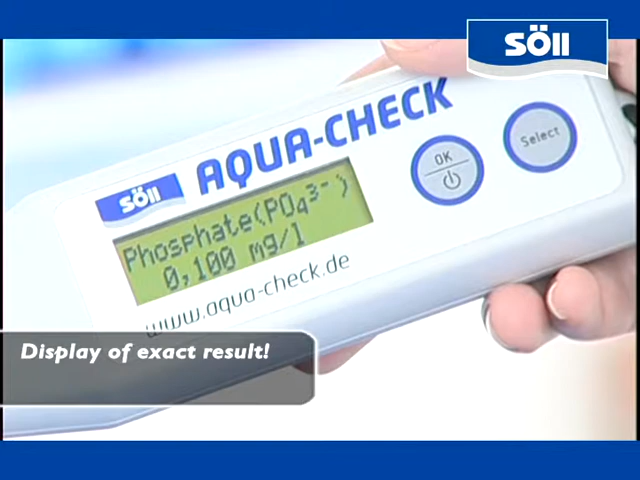 SÖll
AQUA-CHECK
OK
Select
SÖll
Phosphate(PO₄³⁻)
0,100 mg/l
www.aqua-check.de
Display of exact result!